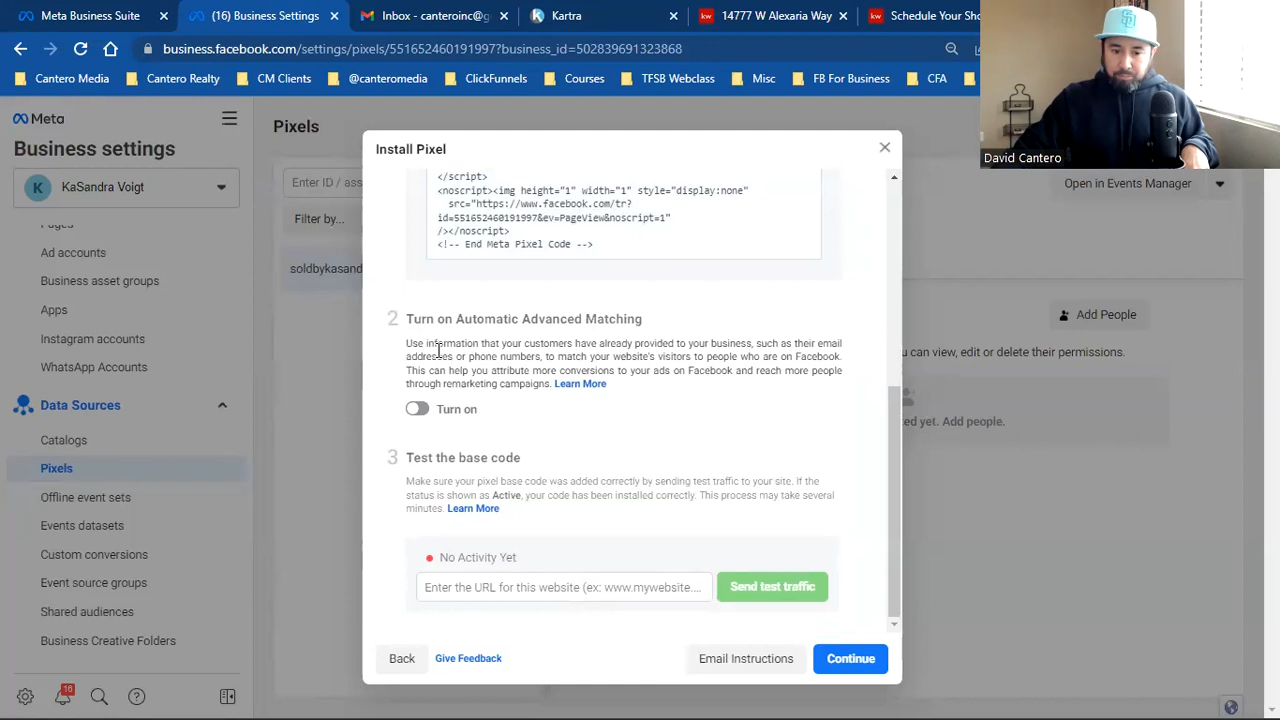 Meta Business Suite
(16) Business Settings
Inbox - canteroinc@g
Kartra
14777 W Alexaria Way
Schedule Your Sho
business.facebook.com/settings/pixels/551652460191997?business_id=502839691323868
Cantero Media
Cantero Realty
CM Clients
@canteromedia
ClickFunnels
Courses
TFSB Webclass
Misc
FB For Business
CFA
David Cantero
Meta
Business settings
KaSandra Voigt
Pages
Ad accounts
Business asset groups
Apps
Instagram accounts
WhatsApp Accounts
Data Sources
Catalogs
Pixels
Offline event sets
Events datasets
Custom conversions
Event source groups
Shared audiences
Business Creative Folders
16
Pixels
Enter ID / ass
Filter by...
soldbykasand
Open in Events Manager
Add People
ou can view, edit or delete their permissions.
ted yet. Add people.
Install Pixel
</script>
<noscript><img height="1" width="1" style="display:none"
src="https://www.facebook.com/tr?
id=551652460191997&ev=PageView&noscript=1"
/></noscript>
<!-- End Meta Pixel Code -->
2 Turn on Automatic Advanced Matching
Use information that your customers have already provided to your business, such as their email
addresses or phone numbers, to match your website's visitors to people who are on Facebook.
This can help you attribute more conversions to your ads on Facebook and reach more people
through remarketing campaigns. Learn More
Turn on
3 Test the base code
Make sure your pixel base code was added correctly by sending test traffic to your site. If the
status is shown as Active, your code has been installed correctly. This process may take several
minutes. Learn More
No Activity Yet
Enter the URL for this website (ex: www.mywebsite....
Send test traffic
Back
Give Feedback
Email Instructions
Continue